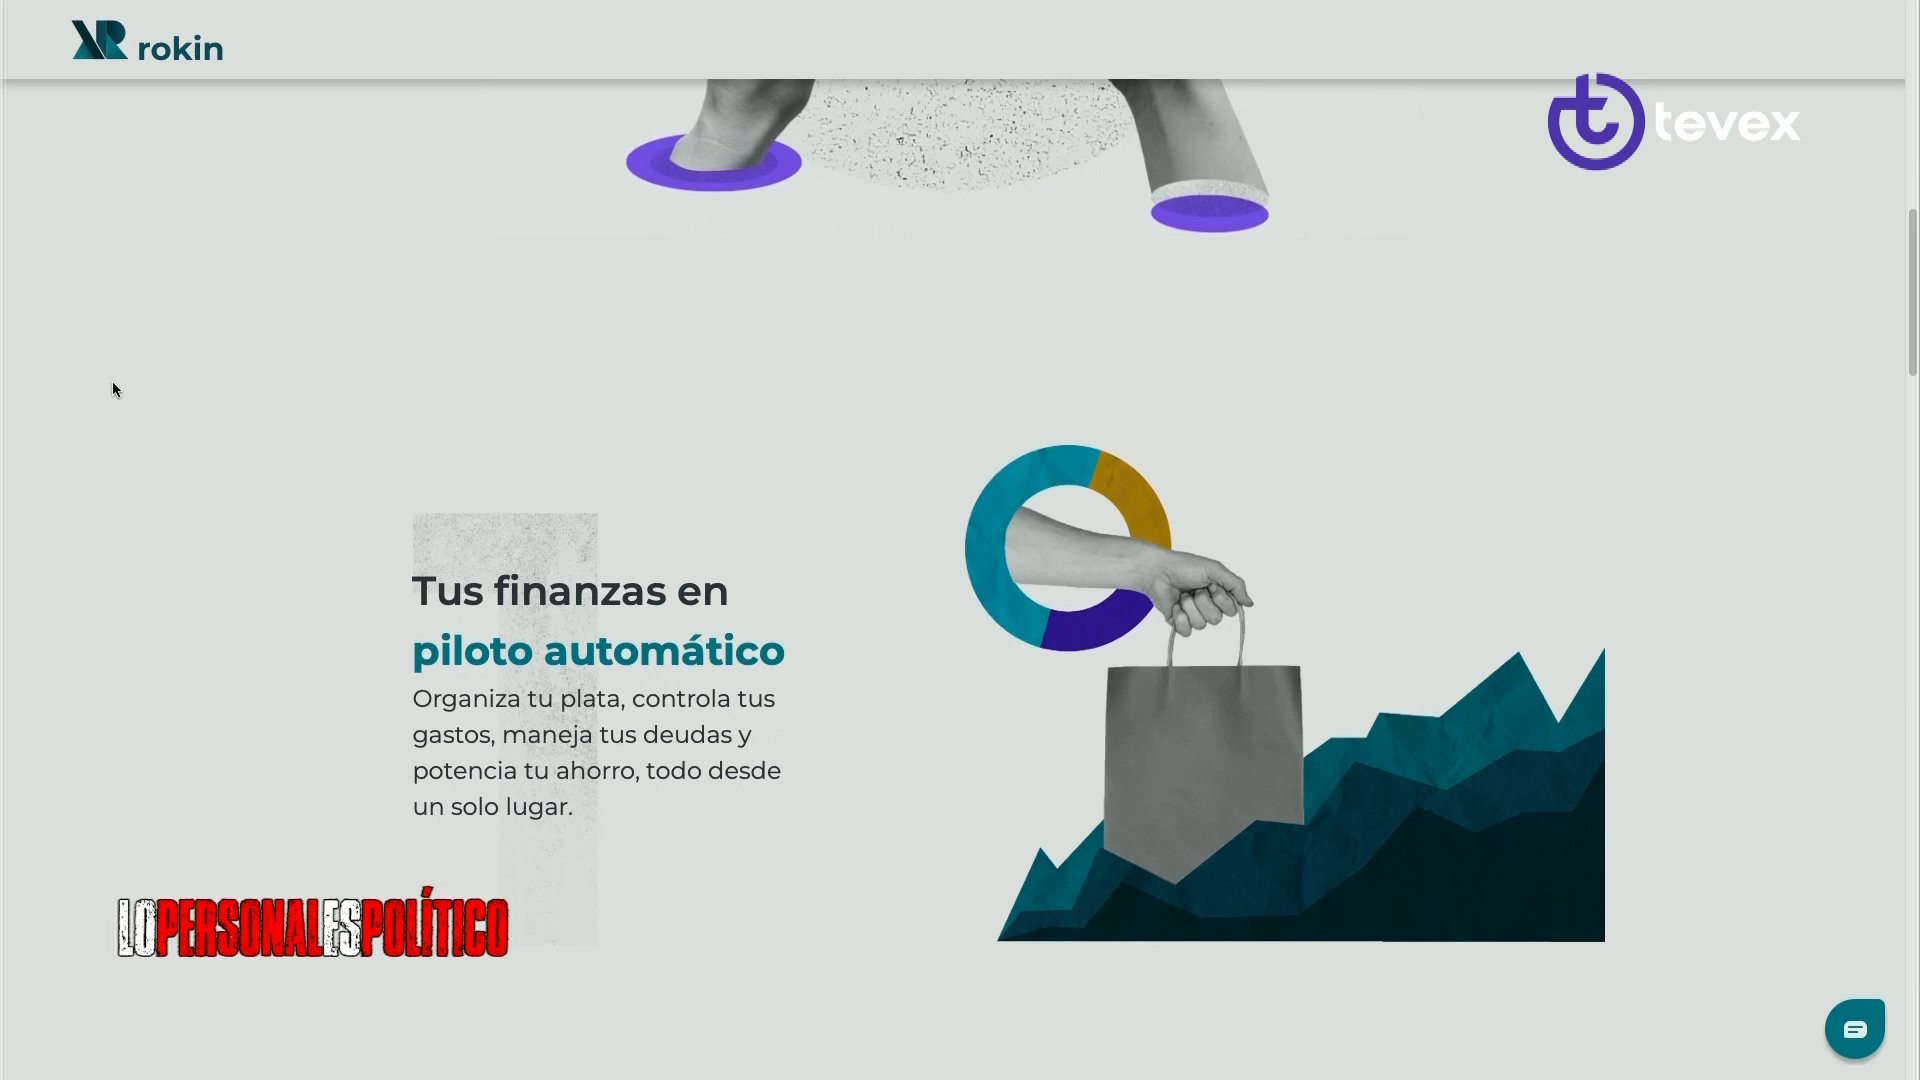 rokin
tevex
Tus finanzas en
piloto automático
Organiza tu plata, controla tus
gastos, maneja tus deudas y
potencia tu ahorro, todo desde
un solo lugar.
LOPERSONALESPOLÍTICO